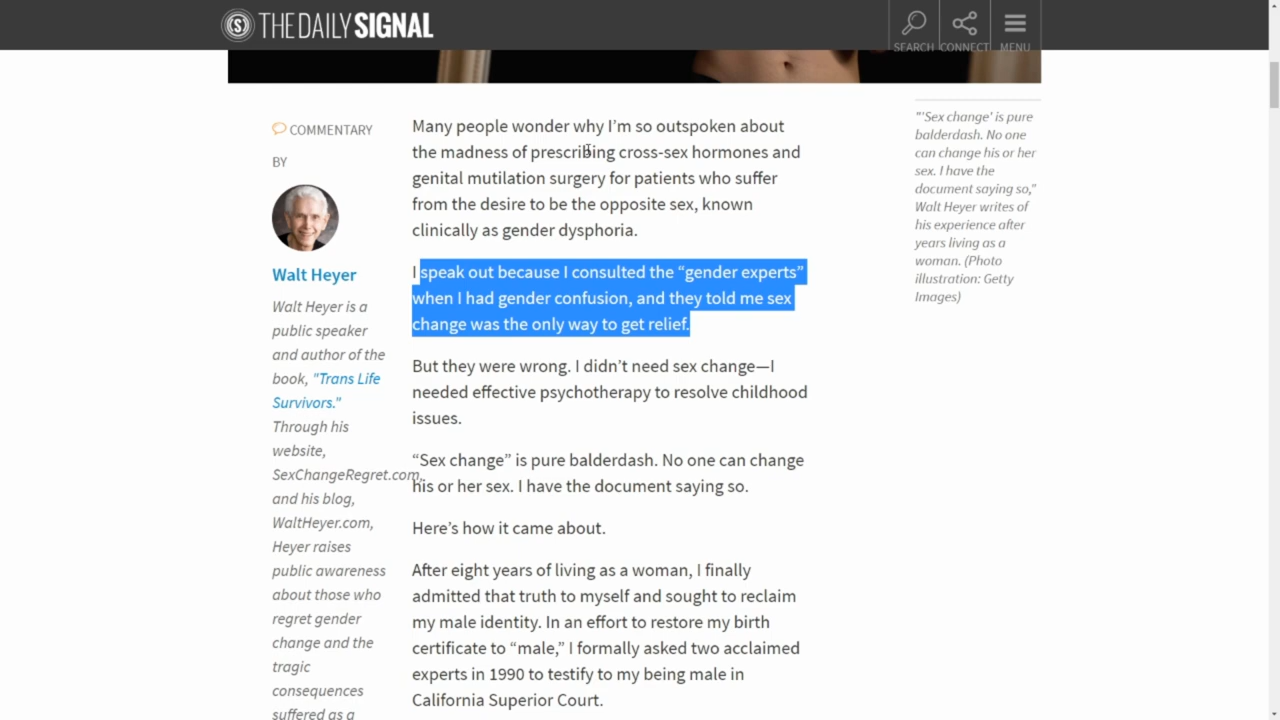 THE DAILY SIGNAL
SEARCH
CONNECT
MENU
COMMENTARY
BY
Walt Heyer
Walt Heyer is a
public speaker
and author of the
book, "Trans Life
Survivors."
Through his
website,
SexChangeRegret.com,
and his blog,
WaltHeyer.com,
Heyer raises
public awareness
about those who
regret gender
change and the
tragic
consequences
suffered as a
Many people wonder why I’m so outspoken about
the madness of prescribing cross-sex hormones and
genital mutilation surgery for patients who suffer
from the desire to be the opposite sex, known
clinically as gender dysphoria.
I speak out because I consulted the “gender experts”
when I had gender confusion, and they told me sex
change was the only way to get relief.
But they were wrong. I didn’t need sex change—I
needed effective psychotherapy to resolve childhood
issues.
“Sex change” is pure balderdash. No one can change
his or her sex. I have the document saying so.
Here’s how it came about.
After eight years of living as a woman, I finally
admitted that truth to myself and sought to reclaim
my male identity. In an effort to restore my birth
certificate to “male,” I formally asked two acclaimed
experts in 1990 to testify to my being male in
California Superior Court.
"'Sex change' is pure
balderdash. No one
can change his or her
sex. I have the
document saying so,"
Walt Heyer writes of
his experience after
years living as a
woman. (Photo
illustration: Getty
Images)